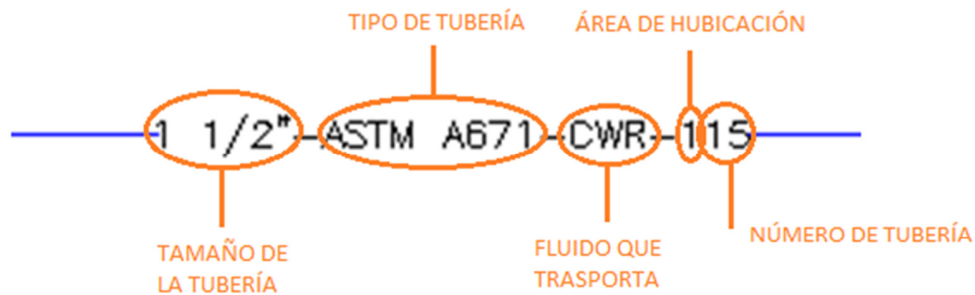 TIPO DE TUBERÍA
ÁREA DE HUBICACIÓN
1 1/2"-ASTM A671-CWR-115
TAMAÑO DE
LA TUBERÍA
FLUIDO QUE
TRASPORTA
NÚMERO DE TUBERÍA